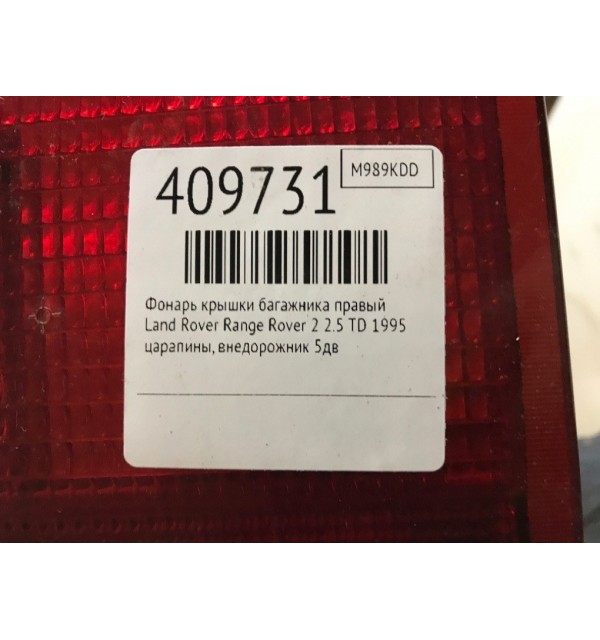 409731
M989KDD
Фонарь крышки багажника правый
Land Rover Range Rover 2 2.5 TD 1995
царапины, внедорожник 5дв